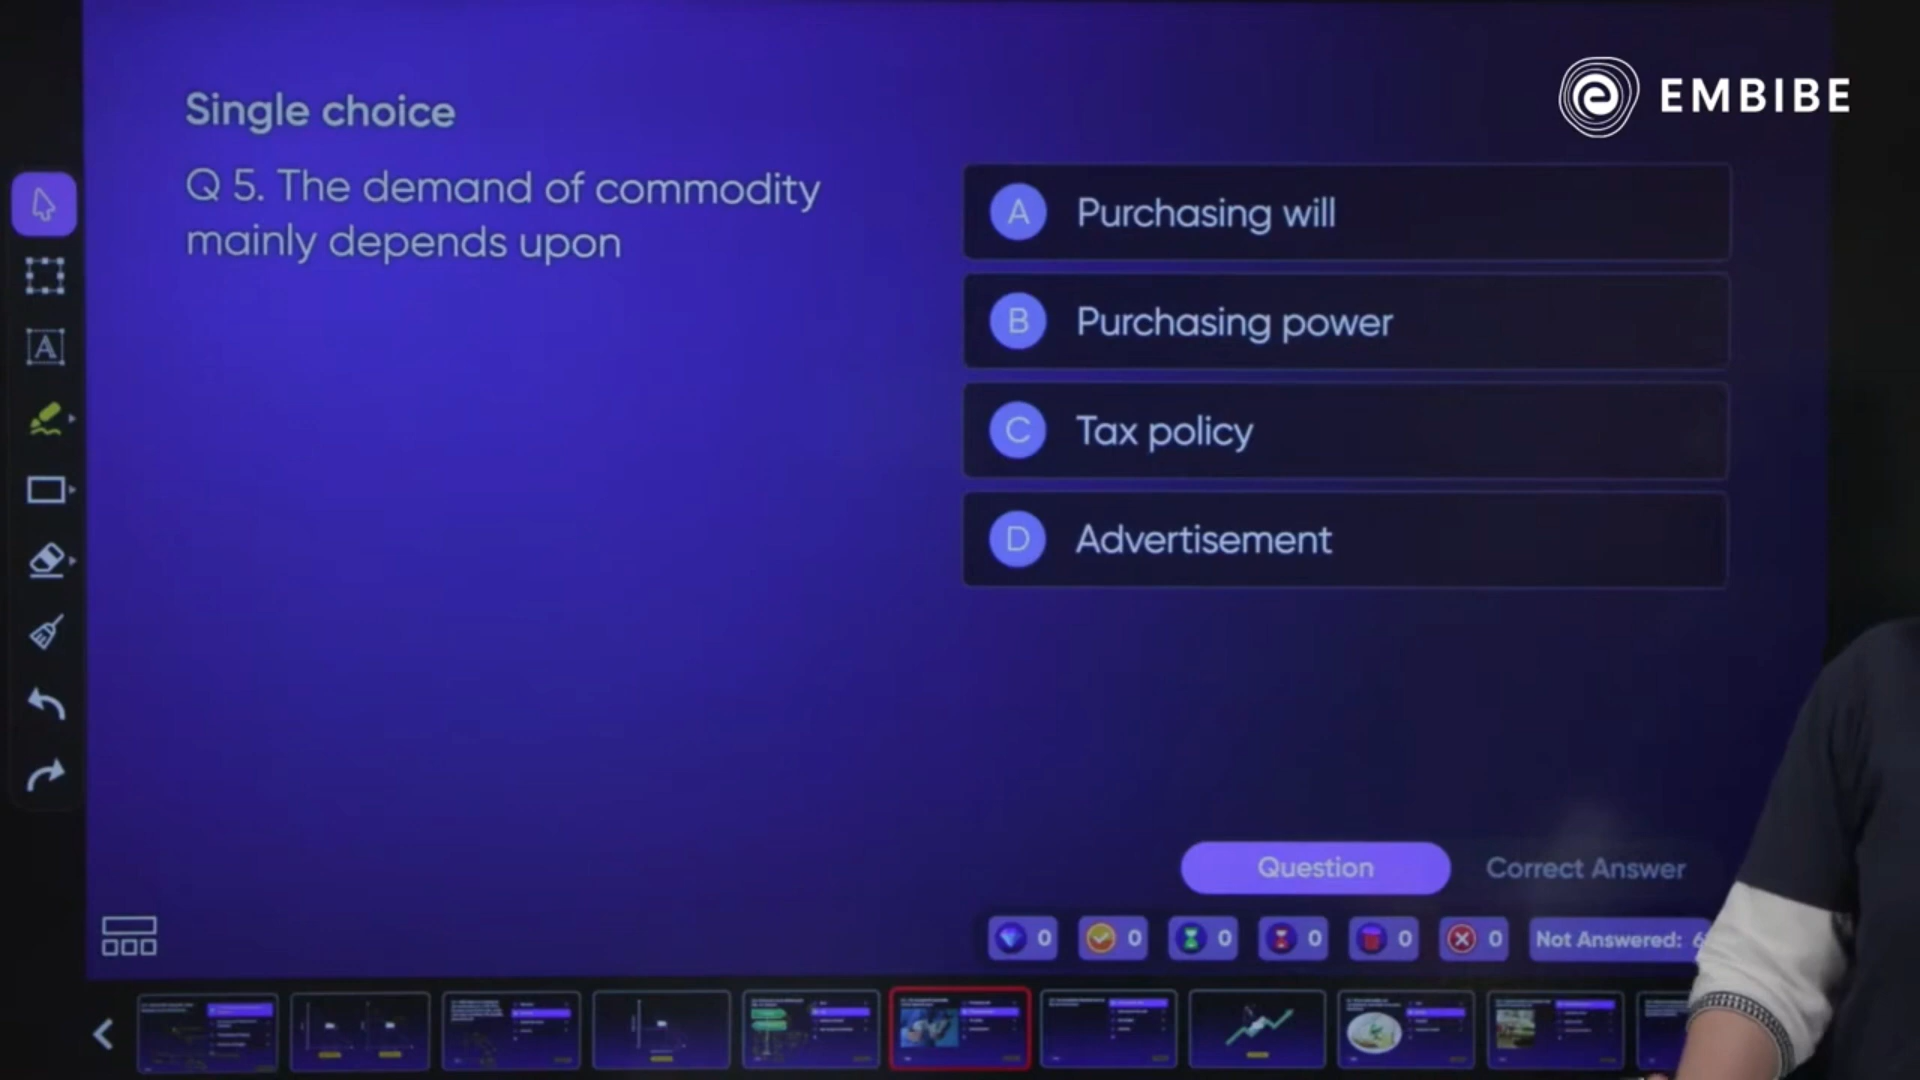 EMBIBE
Single choice
Q 5. The demand of commodity
mainly depends upon
A Purchasing will
B Purchasing power
C Tax policy
D Advertisement
A
Question
Correct Answer
0
0
0
0
0
0
Not Answered: